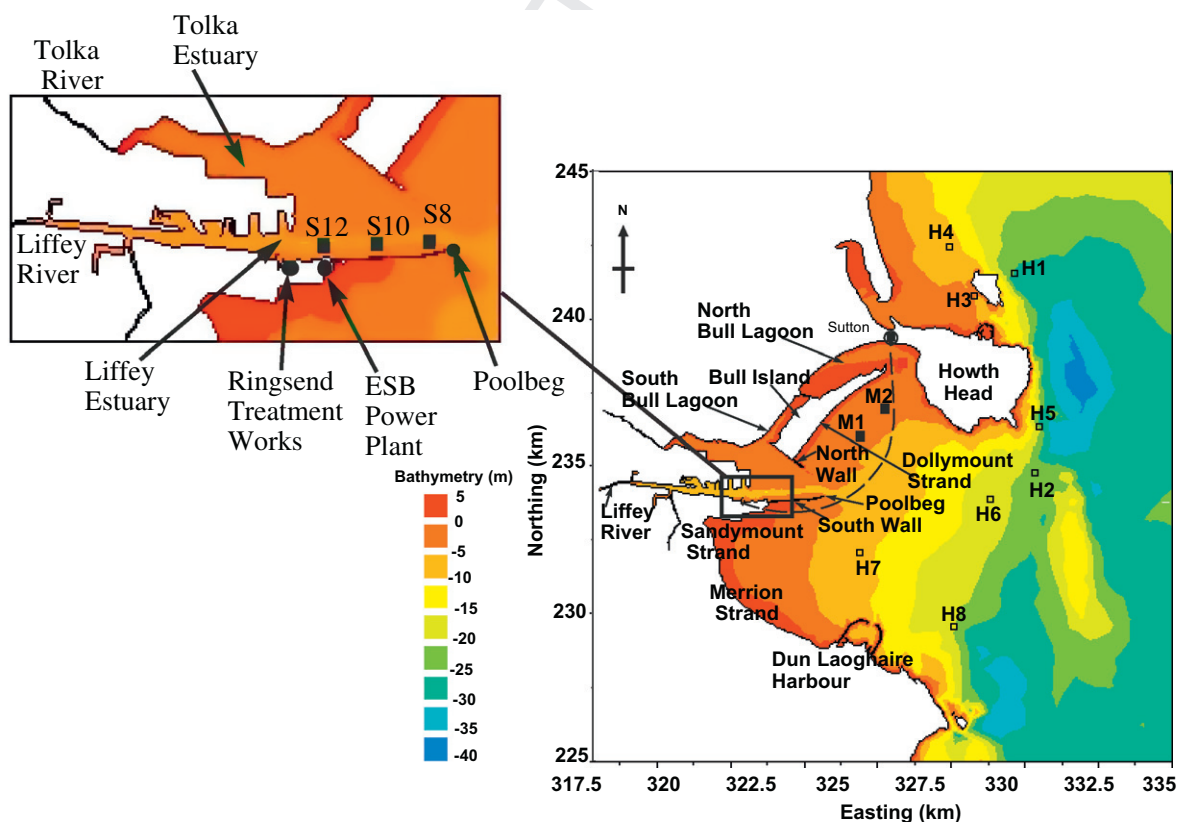 Tolka
Estuary
Tolka
River
S12
S10
S8
Liffey
River
Liffey
Estuary
Ringsend
Treatment
Works
ESB
Power
Plant
Poolbeg
Bathymetry (m)
5
0
-5
-10
-15
-20
-25
-30
-35
-40
245
240
235
230
225
Northing (km)
N
H4
H1
H3
North
Bull Lagoon
Sutton
Howth
Head
South
Bull Lagoon
Bull Island
M2
M1
H5
North
Wall
Dollymount
Strand
H2
Poolbeg
H6
South Wall
Liffey
River
Sandymount
Strand
H7
Merrion
Strand
H8
Dun Laoghaire
Harbour
317.5
320
322.5
325
327.5
330
332.5
335
Easting (km)